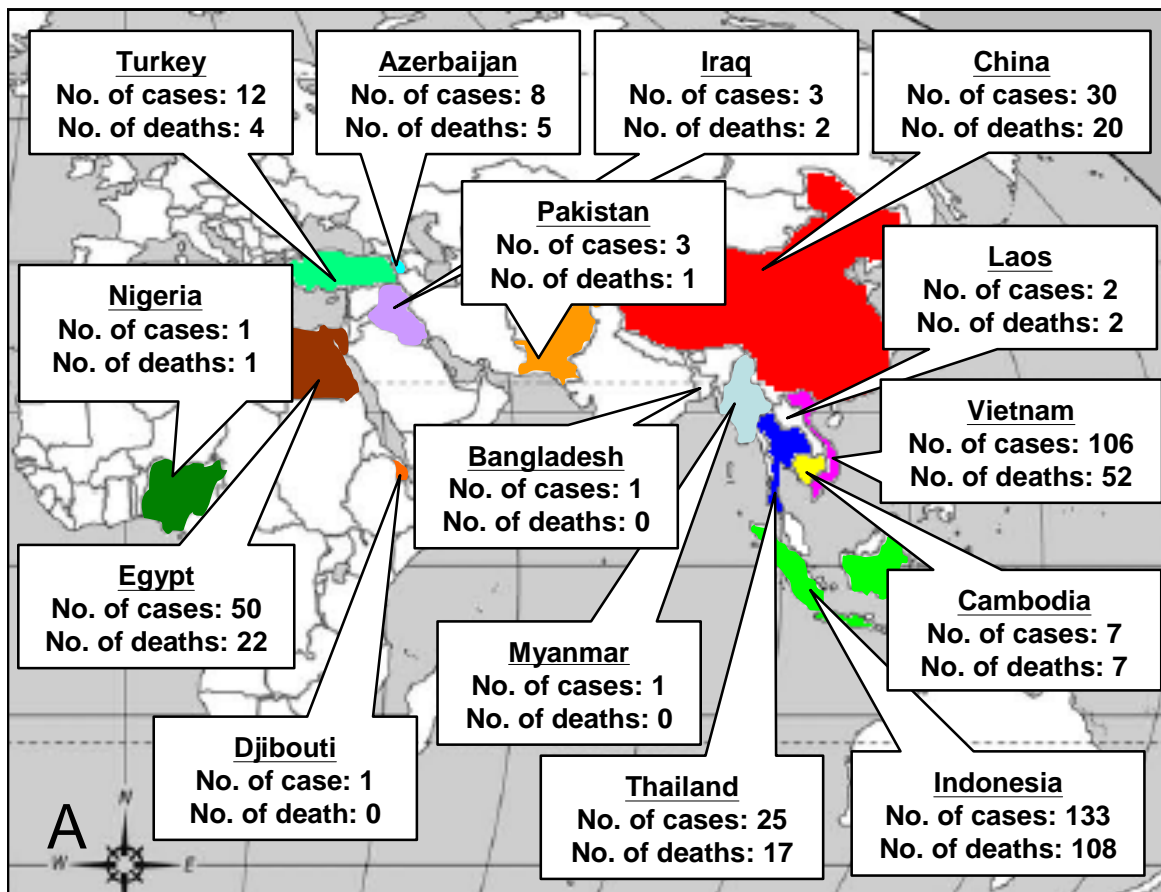 Turkey
No. of cases: 12
No. of deaths: 4
Azerbaijan
No. of cases: 8
No. of deaths: 5
Iraq
No. of cases: 3
No. of deaths: 2
China
No. of cases: 30
No. of deaths: 20
Pakistan
No. of cases: 3
No. of deaths: 1
Laos
No. of cases: 2
No. of deaths: 2
Nigeria
No. of cases: 1
No. of deaths: 1
Vietnam
No. of cases: 106
No. of deaths: 52
Bangladesh
No. of cases: 1
No. of deaths: 0
Egypt
No. of cases: 50
No. of deaths: 22
Cambodia
No. of cases: 7
No. of deaths: 7
Myanmar
No. of cases: 1
No. of deaths: 0
Djibouti
No. of case: 1
No. of death: 0
Thailand
No. of cases: 25
No. of deaths: 17
Indonesia
No. of cases: 133
No. of deaths: 108
A
N
W
E